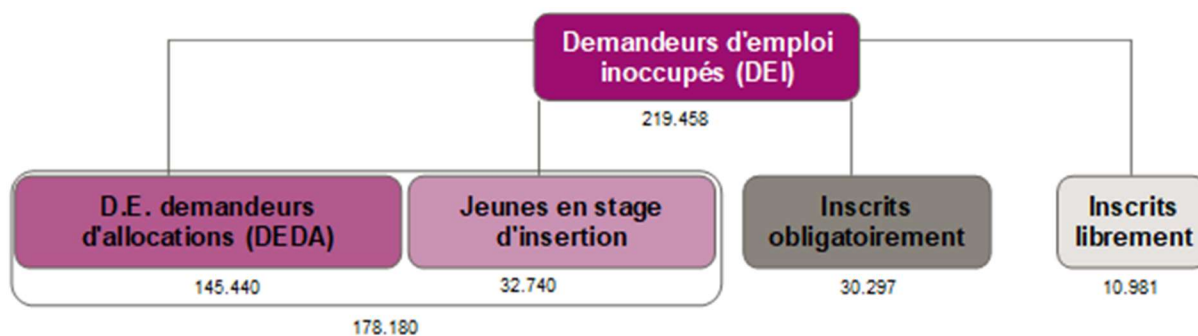 Demandeurs d'emploi
inoccupés (DEI)
219.458
D.E. demandeurs
d'allocations (DEDA)
145.440
Jeunes en stage
d'insertion
32.740
178.180
Inscrits
obligatoirement
30.297
Inscrits
librement
10.981